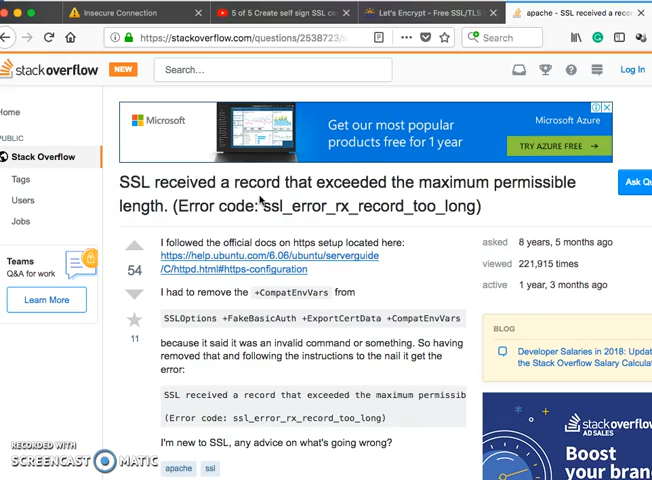 Insecure Connection
5 of 5 Create self sign SSL ce
Let's Encrypt - Free SSL/TLS
apache - SSL received a reco
https://stackoverflow.com/questions/2538723/
Search
stackoverflow
NEW
Search...
Log In
Home
PUBLIC
Stack Overflow
Tags
Users
Jobs
Teams
Q&A for work
Learn More
Microsoft
Get our most popular
products free for 1 year
Microsoft Azure
TRY AZURE FREE
SSL received a record that exceeded the maximum permissible
length. (Error code: ssl_error_rx_record_too_long)
Ask Qu
54
11
I followed the official docs on https setup located here:
https://help.ubuntu.com/6.06/ubuntu/serverguide
/C/httpd.html#https-configuration
I had to remove the +CompatEnvVars from
SSLOptions +FakeBasicAuth +ExportCertData +CompatEnvVars
because it said it was an invalid command or something. So having
removed that and following the instructions to the nail it get the
error:
SSL received a record that exceeded the maximum permissib
(Error code: ssl_error_rx_record_too_long)
I'm new to SSL, any advice on what's going wrong?
apache ssl
asked 8 years, 5 months ago
viewed 221,915 times
active 1 year, 3 months ago
BLOG
Developer Salaries in 2018: Updat
the Stack Overflow Salary Calcula
stackoverflow
AD SALES
Boost
your bran
RECORDED WITH
SCREENCAST MATIC